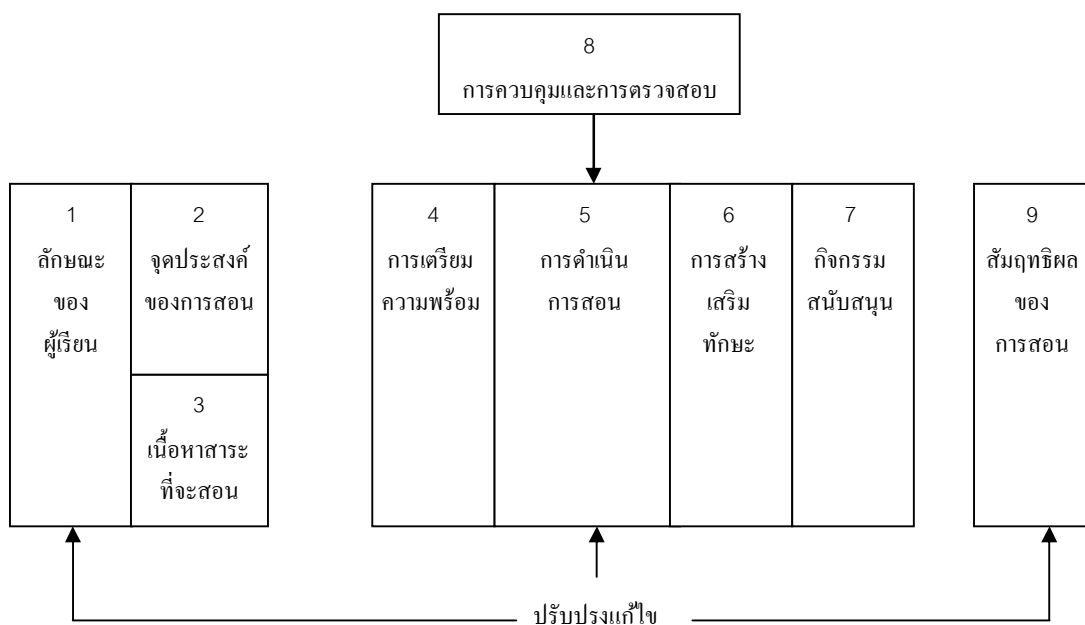 8
การควบคุมและการตรวจสอบ
1
ลักษณะ
ของ
ผู้เรียน
2
จุดประสงค์
ของการสอน
3
เนื้อหาสาระ
ที่จะสอน
4
การเตรียม
ความพร้อม
5
การดำเนิน
การสอน
6
การสร้าง
เสริม
ทักษะ
7
กิจกรรม
สนับสนุน
9
สัมฤทธิผล
ของ
การสอน
ปรับปรุงแก้ไข